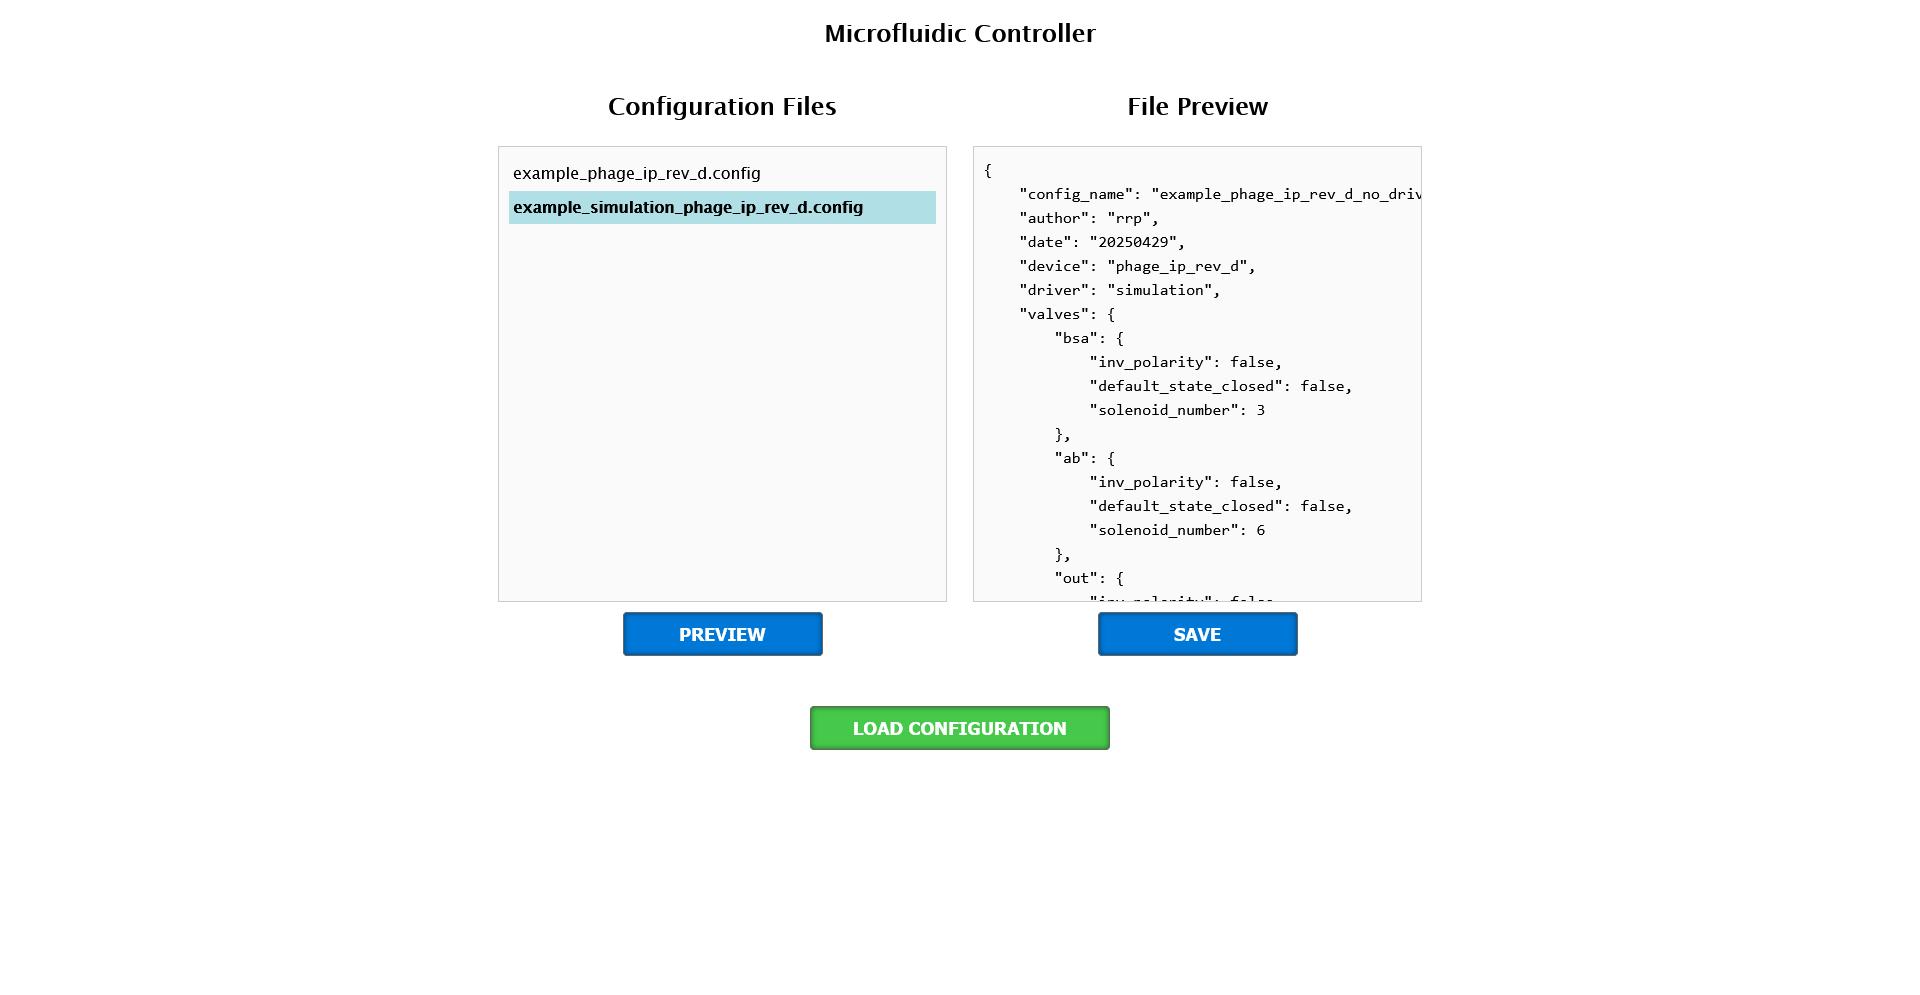 Microfluidic Controller
Configuration Files
example_phage_ip_rev_d.config
example_simulation_phage_ip_rev_d.config
PREVIEW
File Preview
{
    "config_name": "example_phage_ip_rev_d_no_driv
    "author": "rrp",
    "date": "20250429",
    "device": "phage_ip_rev_d",
    "driver": "simulation",
    "valves": {
        "bsa": {
            "inv_polarity": false,
            "default_state_closed": false,
            "solenoid_number": 3
        },
        "ab": {
            "inv_polarity": false,
            "default_state_closed": false,
            "solenoid_number": 6
        },
        "out": {
            "inv_polarity": false
SAVE
LOAD CONFIGURATION